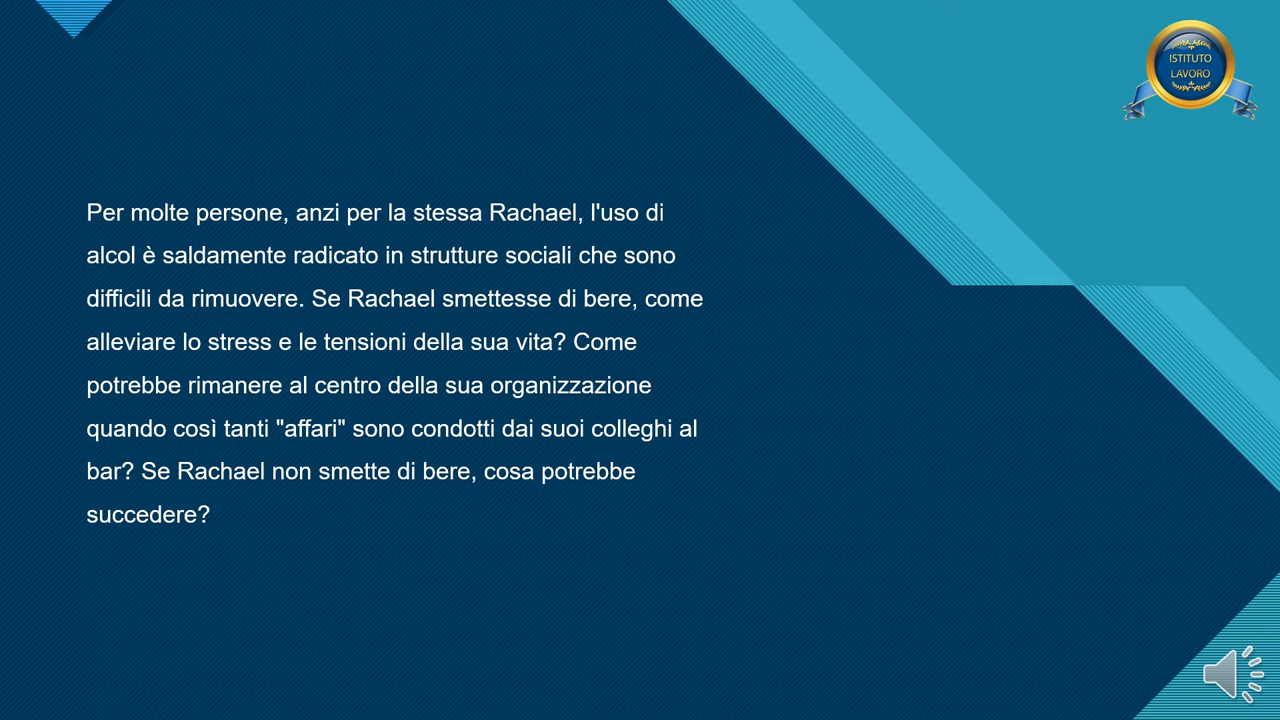 ISTITUTO
LAVORO
Per molte persone, anzi per la stessa Rachael, l'uso di
alcol è saldamente radicato in strutture sociali che sono
difficili da rimuovere. Se Rachael smettesse di bere, come
alleviare lo stress e le tensioni della sua vita? Come
potrebbe rimanere al centro della sua organizzazione
quando così tanti "affari" sono condotti dai suoi colleghi al
bar? Se Rachael non smette di bere, cosa potrebbe
succedere?